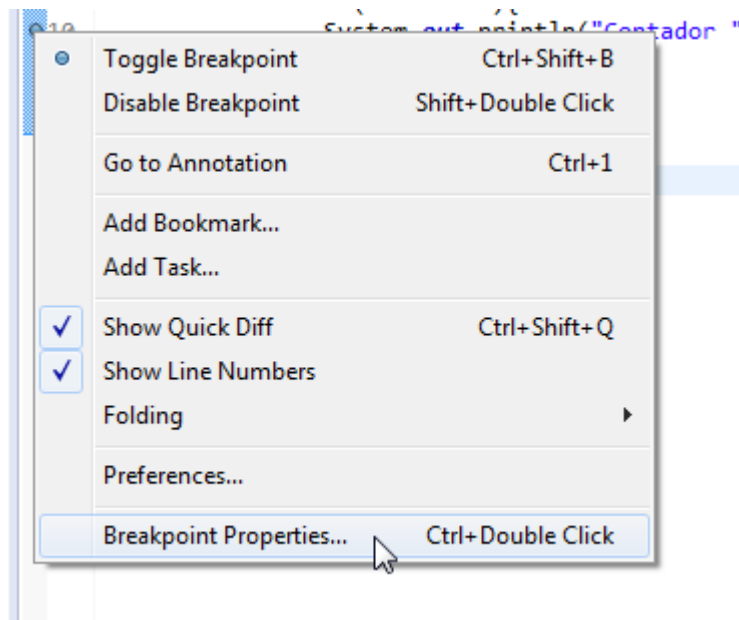 10 System.out.println("Contador "
Toggle Breakpoint Ctrl+Shift+B
Disable Breakpoint Shift+Double Click
Go to Annotation Ctrl+1
Add Bookmark...
Add Task...
Show Quick Diff Ctrl+Shift+Q
Show Line Numbers
Folding
Preferences...
Breakpoint Properties... Ctrl+Double Click